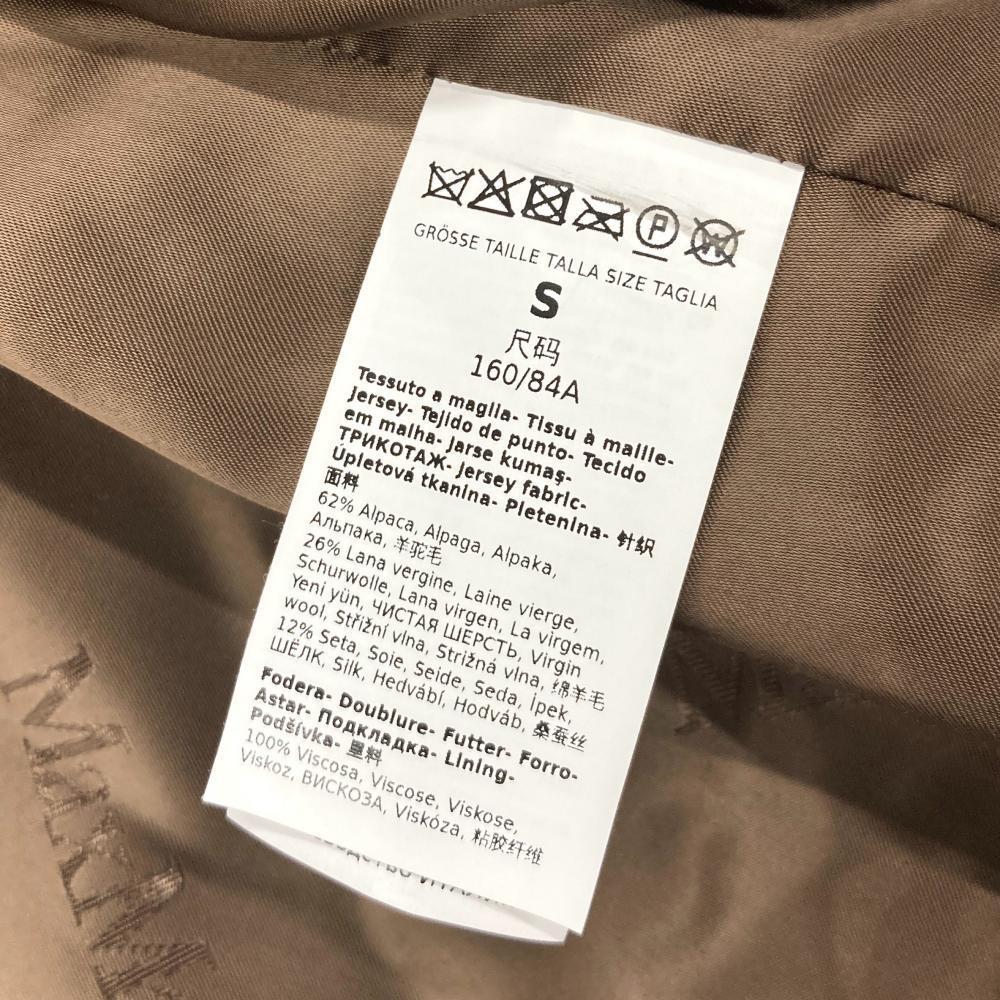 P
W
GRÖSSE TAILLE TALLA SIZE TAGLIA
S
尺码
160/84A
Tessuto a maglia- Tissu à maille-
Jersey- Tejido de punto- Tecido
em malha- Jarse kumaş-
ТРИКОТАЖ- Jersey fabric-
Úpletová tkanina- Pletenina- 针织
面料
62% Alpaca, Alpaga, Alpaka,
Альпака, 羊驼毛
26% Lana vergine, Laine vierge,
Schurwolle, Lana virgen, La virgem,
Yeni yün, ЧИСТАЯ ШЕРСТЬ, Virgin
wool, Střižní vlna, Strižná vlna, 绵羊毛
12% Seta, Soie, Seide, Seda, İpek,
ШЁЛК, Silk, Hedvábí, Hodváb, 桑蚕丝
Fodera- Doublure- Futter- Forro-
Astar- Подкладка- Lining-
Podšívka- 里料
100% Viscosa, Viscose, Viskose,
Viskoz, ВИСКОЗА, Viskóza, 粘胶纤维
MaxM